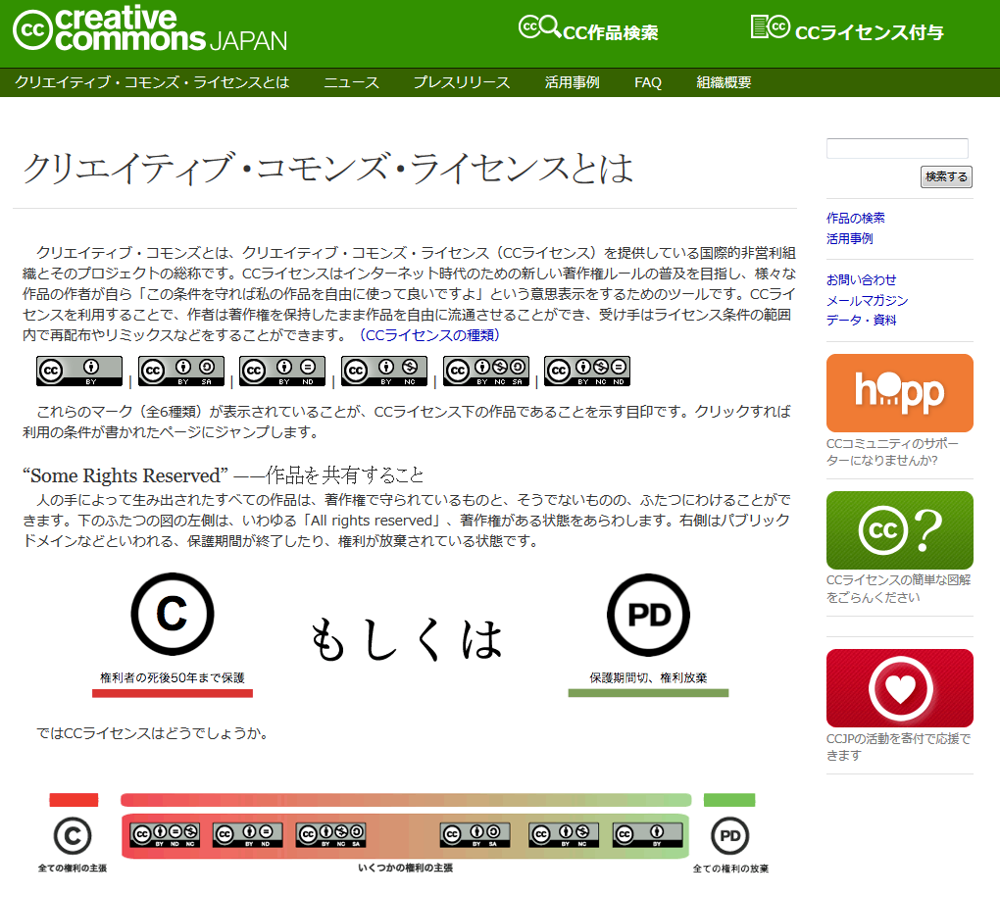 cc creative commons JAPAN
CC作品検索
CCライセンス付与
クリエイティブ・コモンズ・ライセンスとは ニュース プレスリリース 活用事例 FAQ 組織概要
クリエイティブ・コモンズ・ライセンスとは
検索する
作品の検索
活用事例
お問い合わせ
メールマガジン
データ・資料
クリエイティブ・コモンズとは、クリエイティブ・コモンズ・ライセンス（CCライセンス）を提供している国際的非営利組
織とそのプロジェクトの総称です。CCライセンスはインターネット時代のための新しい著作権ルールの普及を目指し、様々な
作品の作者が自ら「この条件を守れば私の作品を自由に使って良いですよ」という意思表示をするためのツールです。CCライ
センスを利用することで、作者は著作権を保持したまま作品を自由に流通させることができ、受け手はライセンス条件の範囲
内で再配布やリミックスなどをすることができます。（CCライセンスの種類）
cc BY | cc BY SA | cc BY ND | cc BY NC | cc BY NC SA | cc BY NC ND
これらのマーク（全6種類）が表示されていることが、CCライセンス下の作品であることを示す目印です。クリックすれば
利用の条件が書かれたページにジャンプします。
“Some Rights Reserved” ——作品を共有すること
人の手によって生み出されたすべての作品は、著作権で守られているものと、そうでないものの、ふたつにわけることがで
きます。下のふたつの図の左側は、いわゆる「All rights reserved」、著作権がある状態をあらわします。右側はパブリック
ドメインなどといわれる、保護期間が終了したり、権利が放棄されている状態です。
C もしくは PD
権利者の死後50年まで保護
保護期間切、権利放棄
ではCCライセンスはどうでしょうか。
C cc BY ND NC cc BY ND cc BY NC SA cc BY SA cc BY NC cc BY PD
全ての権利の主張 いくつかの権利の主張 全ての権利の放棄
hopp
CCコミュニティのサポー
ターになりませんか?
cc ?
CCライセンスの簡単な図解
をごらんください
CCJPの活動を寄付で応援で
きます